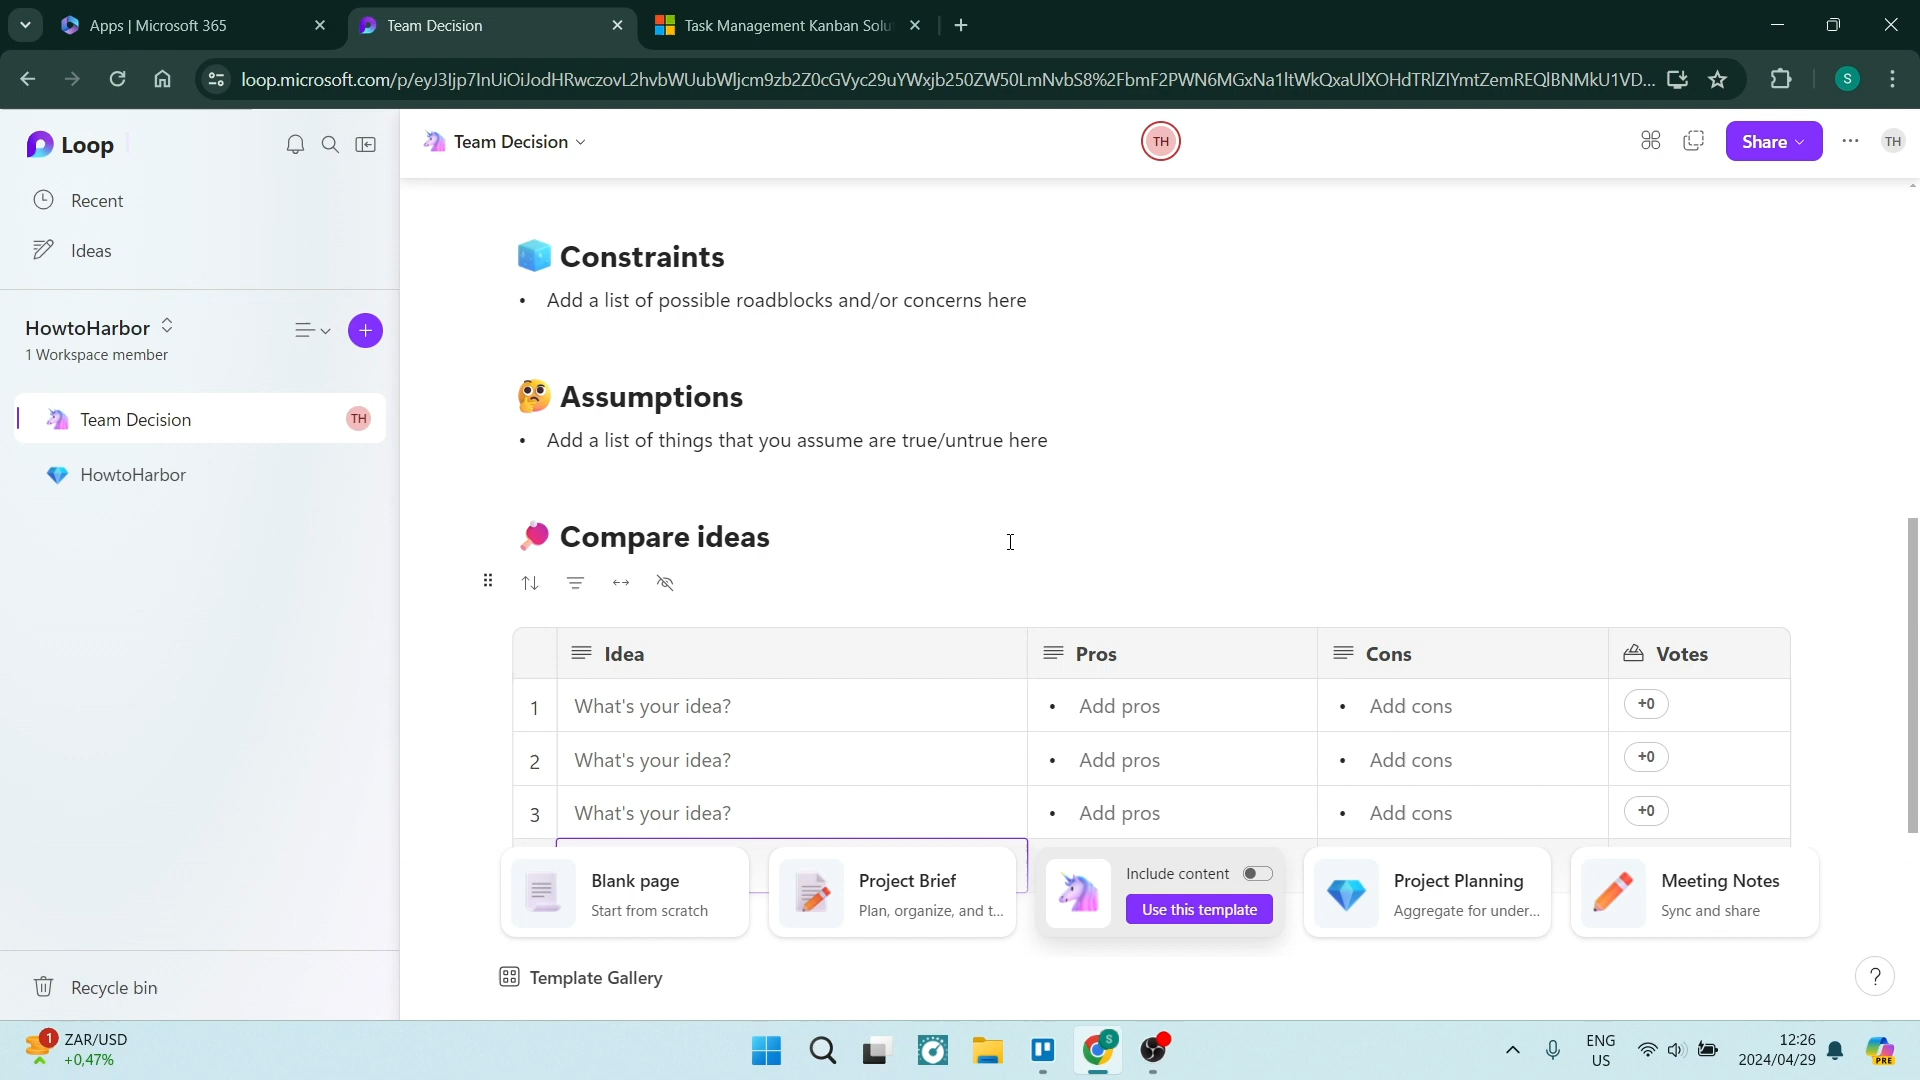 Apps | Microsoft 365
Team Decision
Task Management Kanban Solu
loop.microsoft.com/p/eyJ3Ijp7InUiOiJodHRwczovL2hvbWUubWljcm9zb2Z0cGVyc29uYWxjb250ZW50LmNvbS8%2FbmF2PWN6MGxNa1ltWkQxaUlXOHdTRlZIYmtZemREQlBNMkU1VD...
S
Loop
Team Decision
TH
Share
TH
Recent
Ideas
HowtoHarbor
1 Workspace member
Team Decision
TH
HowtoHarbor
Recycle bin
Constraints
• Add a list of possible roadblocks and/or concerns here
Assumptions
• Add a list of things that you assume are true/untrue here
Compare ideas
Idea Pros Cons Votes
1 What's your idea? • Add pros • Add cons +0
2 What's your idea? • Add pros • Add cons +0
3 What's your idea? • Add pros • Add cons +0
Blank page
Start from scratch
Project Brief
Plan, organize, and t...
Include content
Use this template
Project Planning
Aggregate for under...
Meeting Notes
Sync and share
Template Gallery
?
1
ZAR/USD
+0,47%
S
ENG
US
12:26
2024/04/29
PRE